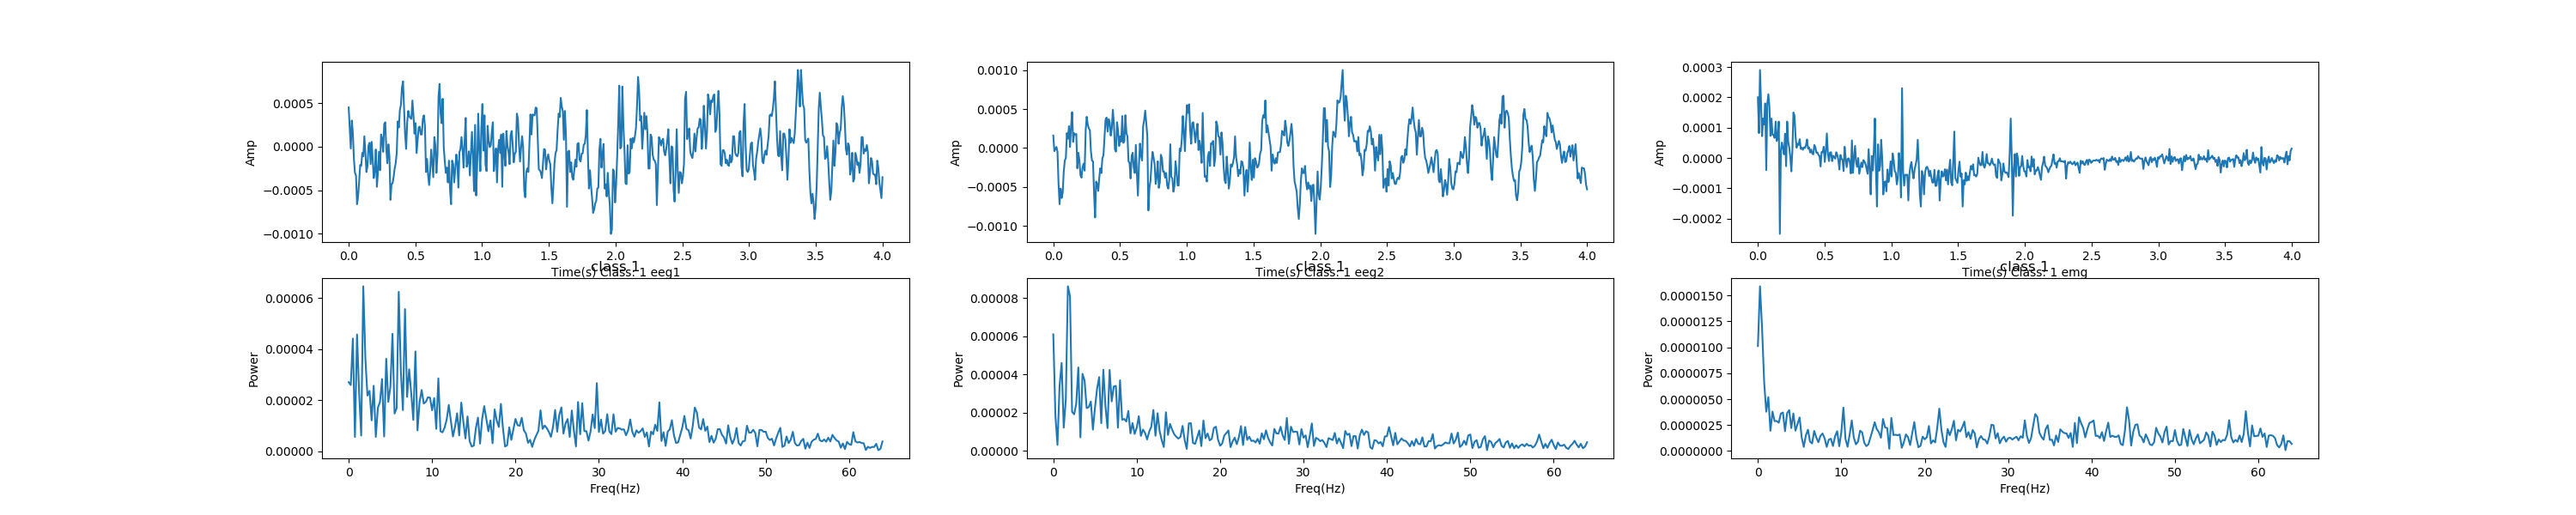 Amp
0.0005
0.0000
−0.0005
−0.0010
0.0 0.5 1.0 1.5 2.0 2.5 3.0 3.5 4.0
Time(s) Class: 1 eeg1
Amp
0.0010
0.0005
0.0000
−0.0005
−0.0010
0.0 0.5 1.0 1.5 2.0 2.5 3.0 3.5 4.0
Time(s) Class: 1 eeg2
Amp
0.0003
0.0002
0.0001
0.0000
−0.0001
−0.0002
0.0 0.5 1.0 1.5 2.0 2.5 3.0 3.5 4.0
Time(s) Class: 1 emg
class 1
Power
0.00006
0.00004
0.00002
0.00000
0 10 20 30 40 50 60
Freq(Hz)
class 1
Power
0.00008
0.00006
0.00004
0.00002
0.00000
0 10 20 30 40 50 60
Freq(Hz)
class 1
Power
0.0000150
0.0000125
0.0000100
0.0000075
0.0000050
0.0000025
0.0000000
0 10 20 30 40 50 60
Freq(Hz)